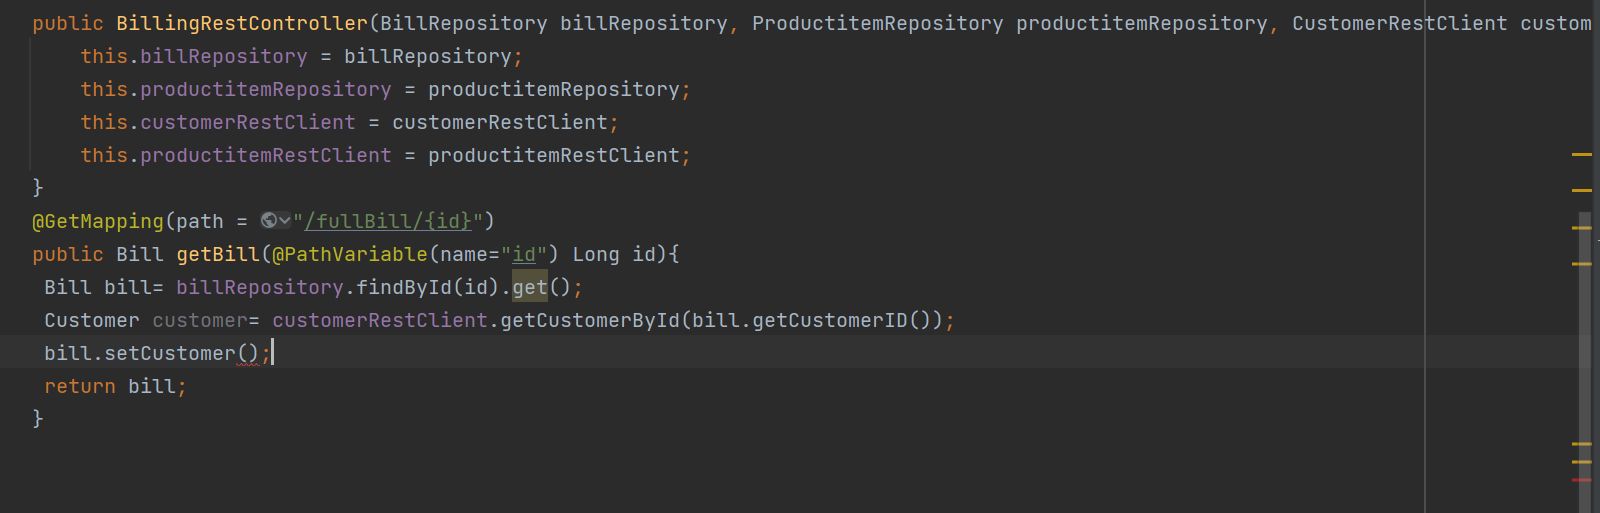 public BillingRestController(BillRepository billRepository, ProductitemRepository productitemRepository, CustomerRestClient custom
this.billRepository = billRepository;
this.productitemRepository = productitemRepository;
this.customerRestClient = customerRestClient;
this.productitemRestClient = productitemRestClient;
}
@GetMapping(path = "/fullBill/{id}")
public Bill getBill(@PathVariable(name="id") Long id){
Bill bill= billRepository.findById(id).get();
Customer customer= customerRestClient.getCustomerById(bill.getCustomerID());
bill.setCustomer();
return bill;
}